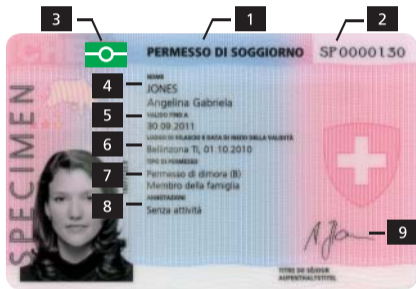 3 1 2
PERMESSO DI SOGGIORNO SP0000130
4 NOME
JONES
Angelina Gabriela
5 VALIDO FINO A
30.09.2011
6 LUOGO DI RILASCIO E DATA DI INIZIO DELLA VALIDITÀ
Bellinzona TI, 01.10.2010
7 TIPO DI PERMESSO
Permesso di dimora (B)
Membro della famiglia
8 ANNOTAZIONI
Senza attività
SPECIMEN
9
TITRE DE SÉJOUR
AUFENTHALTSTITEL